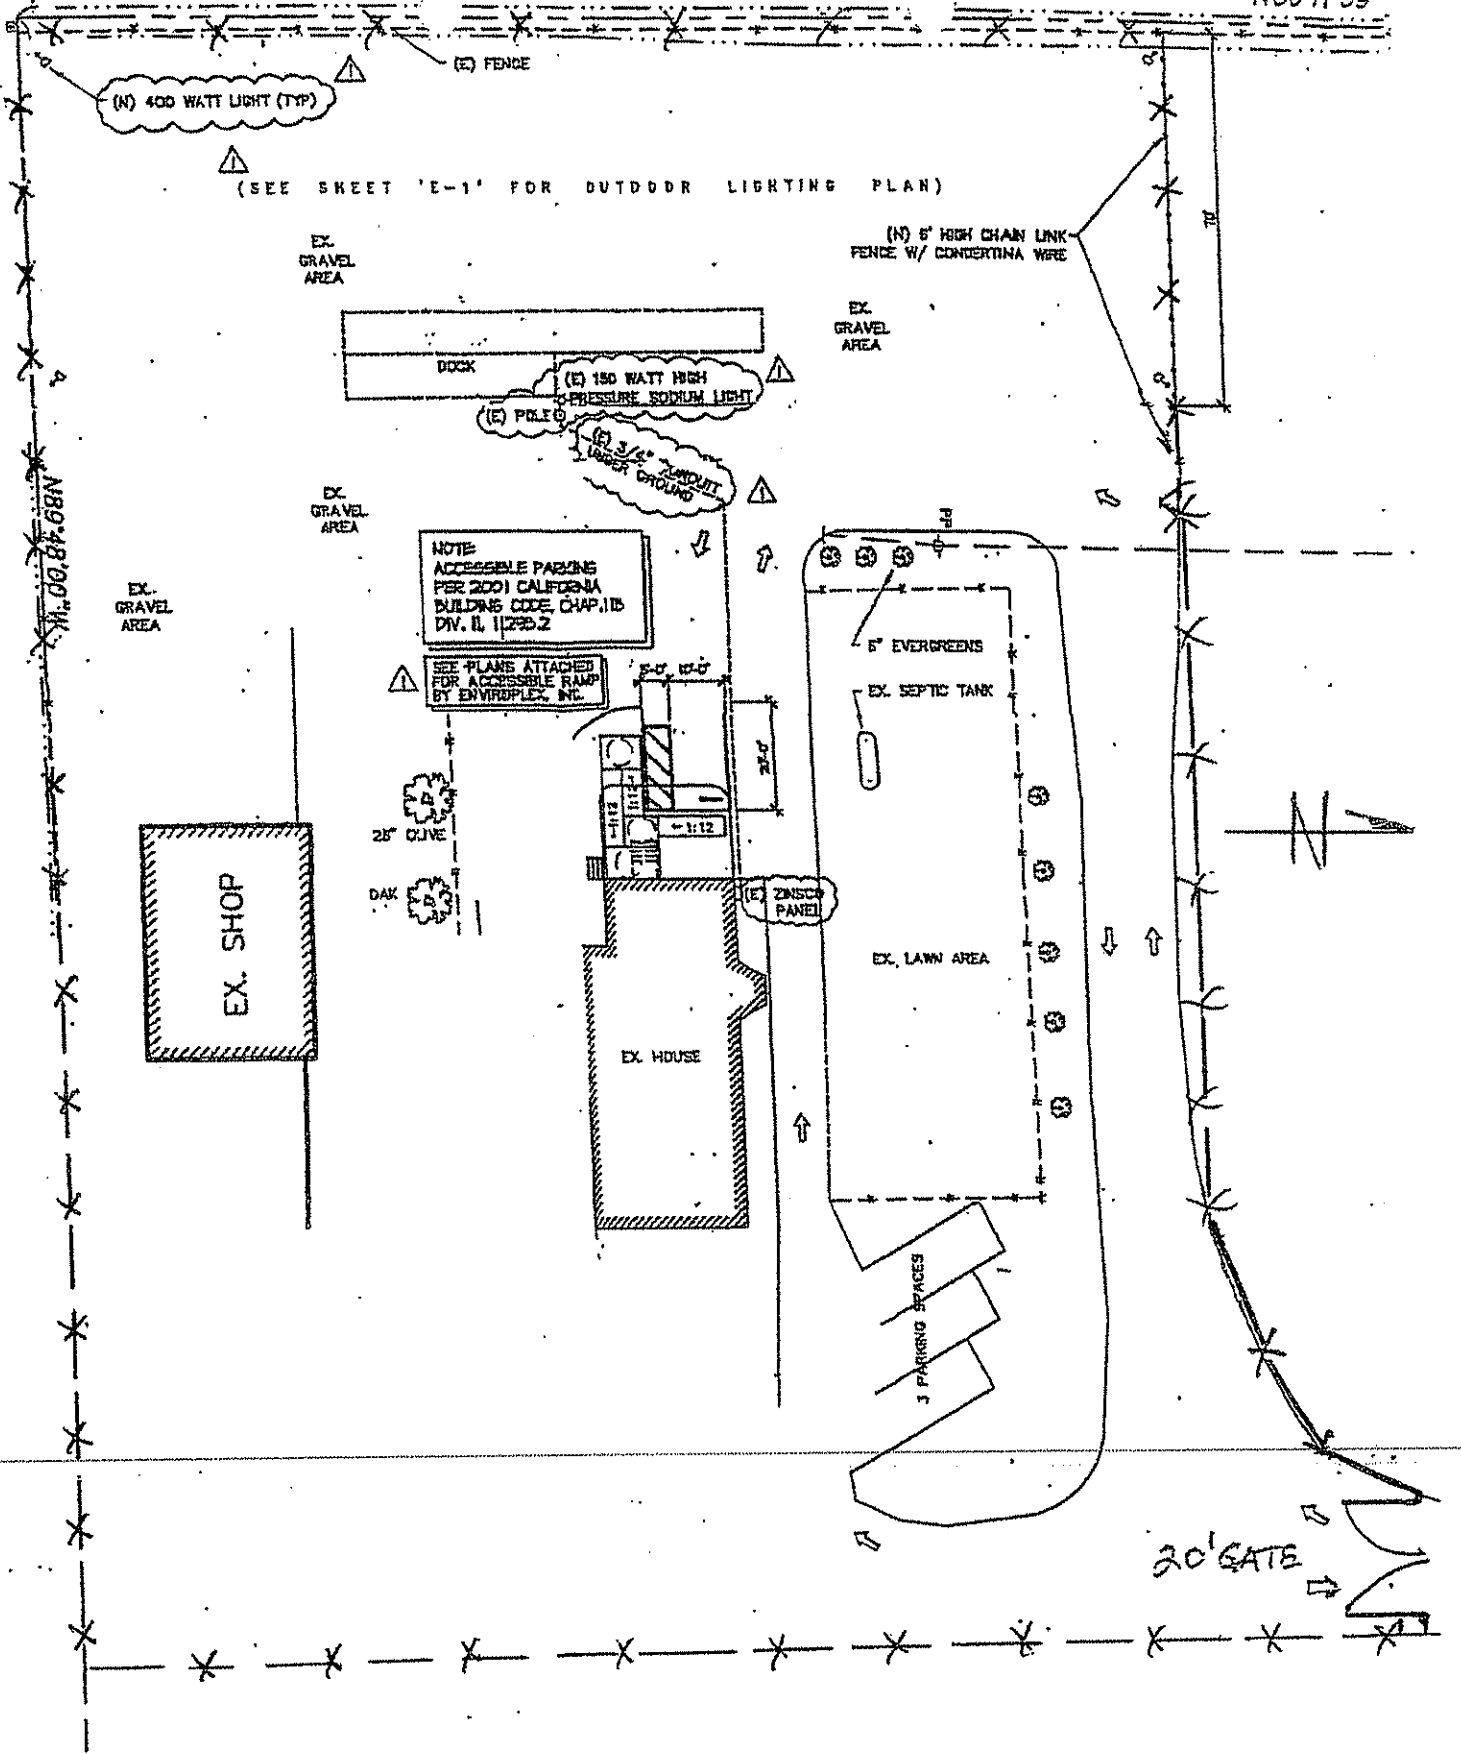 (E) FENCE
(N) 400 WATT LIGHT (TYP)
(SEE SHEET 'E-1' FOR OUTDOOR LIGHTING PLAN)
(N) 6' HIGH CHAIN LINK
FENCE W/ CONCERTINA WIRE
70'
EX.
GRAVEL
AREA
EX.
GRAVEL
AREA
DOCK
(E) 150 WATT HIGH
PRESSURE SODIUM LIGHT
(E) POLE
(E) 3/4" CONDUIT
UNDER GROUND
N89°48'00"W
EX.
GRAVEL
AREA
EX.
GRAVEL
AREA
NOTE:
ACCESSIBLE PARKING
PER 2001 CALIFORNIA
BUILDING CODE, CHAP. 11B
DIV. II, 1129B.2
SEE PLANS ATTACHED
FOR ACCESSIBLE RAMP
BY ENVIROPLEX, INC.
PP
6" EVERGREENS
EX. SEPTIC TANK
1:12
1:12
1:12
28" OLIVE
OAK
EX. SHOP
(E) ZINSCO
PANEL
EX. LAWN AREA
EX. HOUSE
N
3 PARKING SPACES
20' GATE